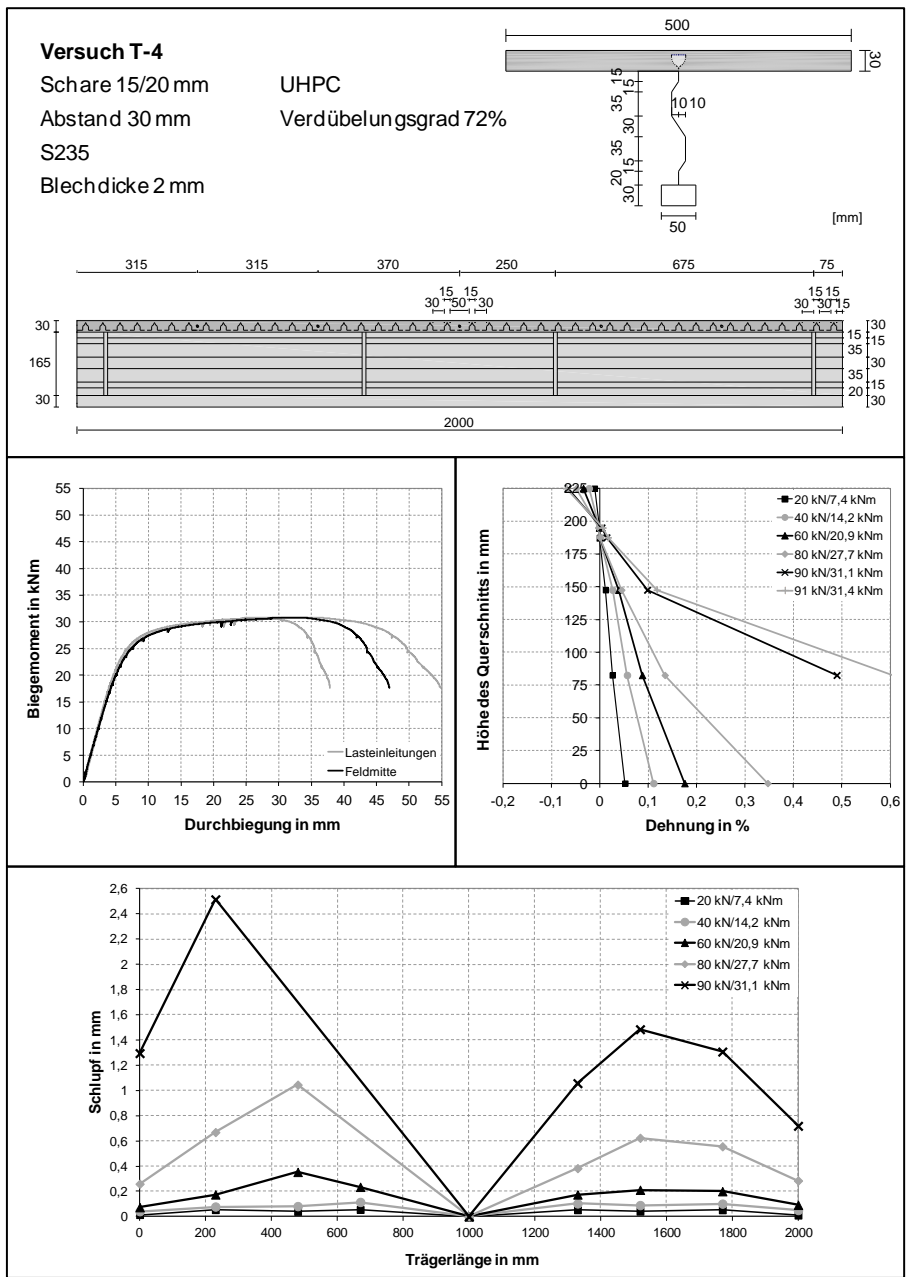 Versuch T-4
Schare 15/20 mm UHPC
Abstand 30 mm Verdübelungsgrad 72%
S235
Blechdicke 2 mm
500
30
15
15
35
10 10
30
35
15
20
30
50
[mm]
315 315 370 250 675 75
15 15 15 15
30 50 30 30 30 15
30
165
30
30
15
15
35
30
35
15
20
30
2000
55
50
45
40
35
30
25
20
15
10
5
0
0 5 10 15 20 25 30 35 40 45 50 55
Biegemoment in kNm
Durchbiegung in mm
Lasteinleitungen
Feldmitte
225
200
175
150
125
100
75
50
25
0
-0,2 -0,1 0 0,1 0,2 0,3 0,4 0,5 0,6
Höhe des Querschnitts in mm
Dehnung in %
20 kN/7,4 kNm
40 kN/14,2 kNm
60 kN/20,9 kNm
80 kN/27,7 kNm
90 kN/31,1 kNm
91 kN/31,4 kNm
2,6
2,4
2,2
2
1,8
1,6
1,4
1,2
1
0,8
0,6
0,4
0,2
0
0 200 400 600 800 1000 1200 1400 1600 1800 2000
Schlupf in mm
Trägerlänge in mm
20 kN/7,4 kNm
40 kN/14,2 kNm
60 kN/20,9 kNm
80 kN/27,7 kNm
90 kN/31,1 kNm